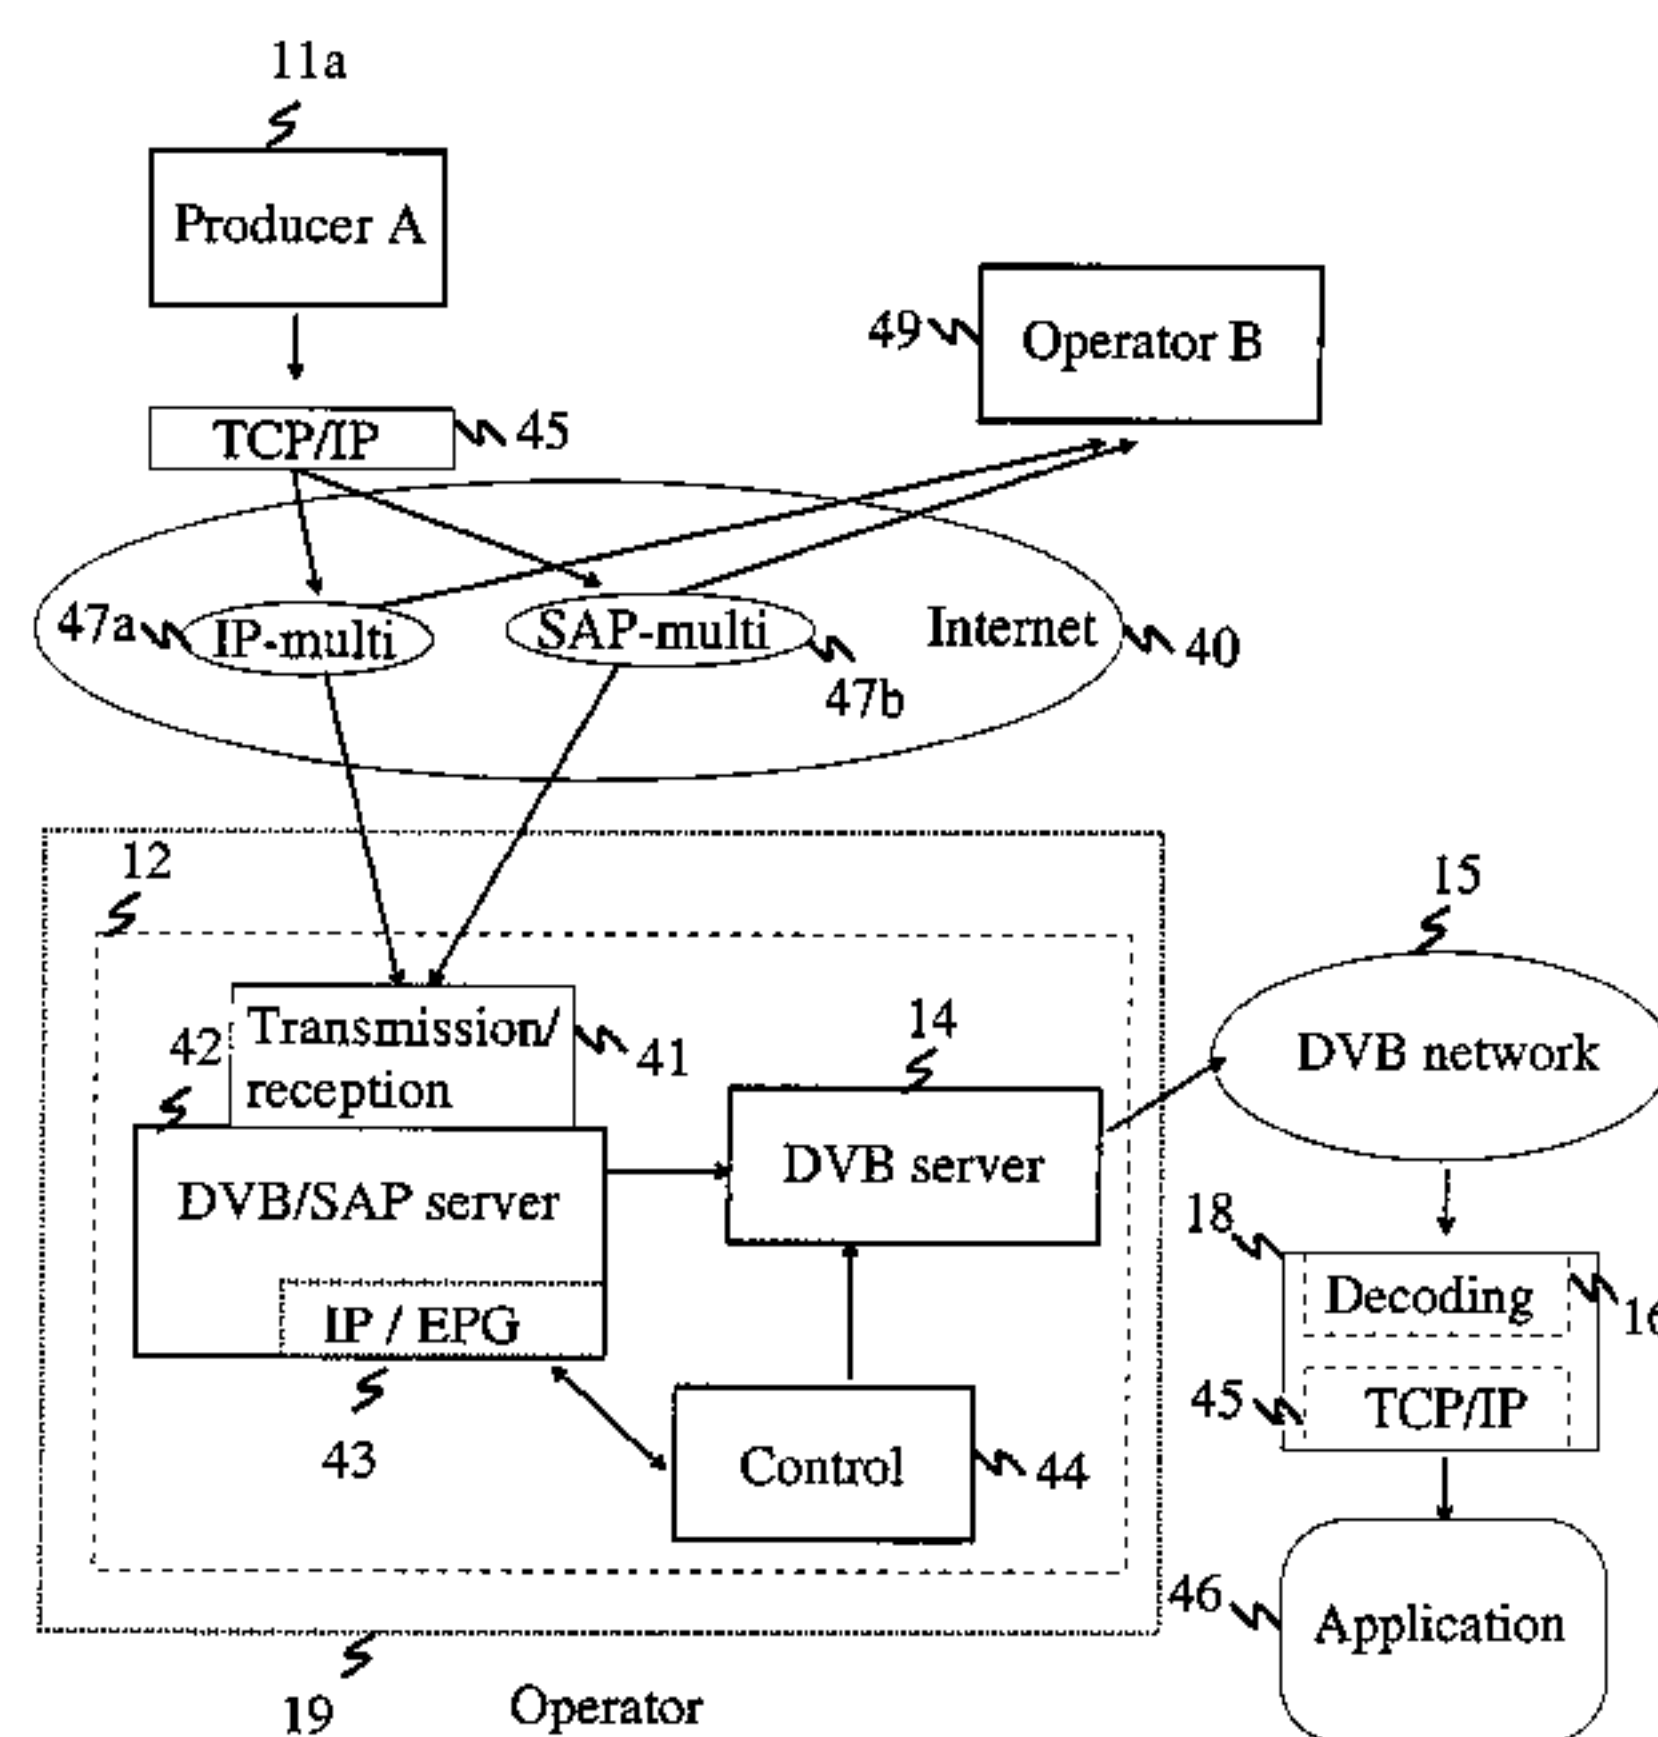 11a
Producer A
49
Operator B
TCP/IP
45
47a
IP-multi
SAP-multi
Internet
40
47b
12
15
42
Transmission/
reception
41
14
DVB network
DVB/SAP server
DVB server
18
Decoding
16
IP / EPG
45
TCP/IP
43
Control
44
46
Application
19
Operator